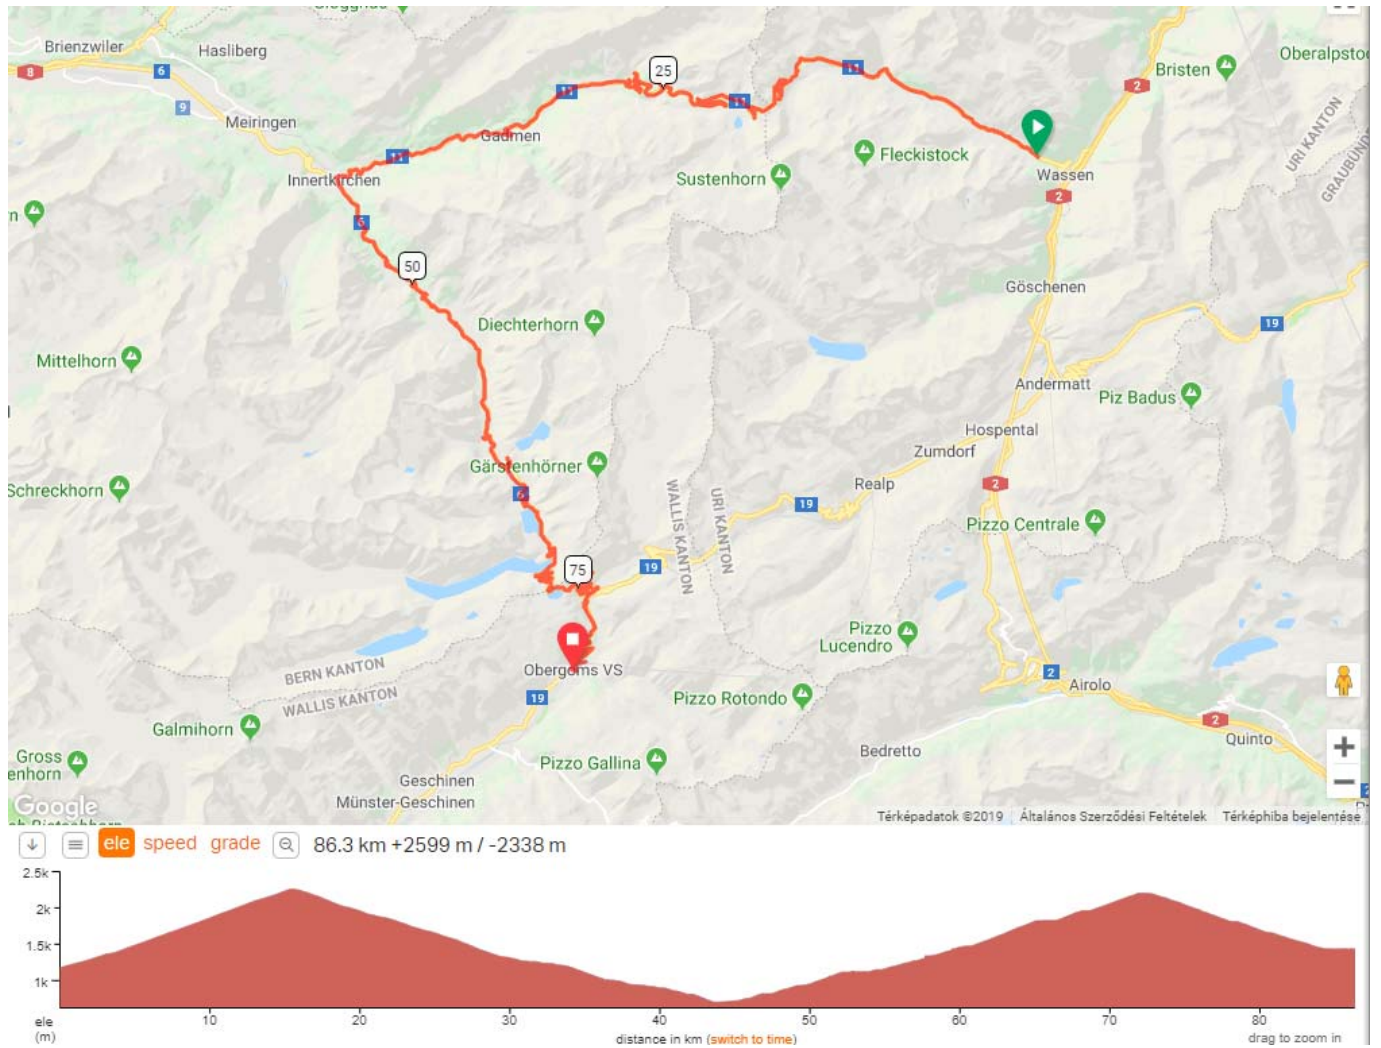 Brienzwiler
Hasliberg
Oberalpsto
8
6
25
11
Bristen
11
11
2
9
Meiringen
Gadmen
URI KANTON
GRAUBÜND
11
Fleckistock
Innertkirchen
Sustenhorn
Wassen
2
6
50
Göschenen
Diechterhorn
19
Mittelhorn
Andermatt
Piz Badus
Hospental
Zumdorf
Gärstenhörner
Schreckhorn
WALLIS KANTON
URI KANTON
Realp
2
6
19
Pizzo Centrale
75
19
Pizzo
Lucendro
BERN KANTON
WALLIS KANTON
Obergoms VS
2
19
Pizzo Rotondo
Airolo
Galmihorn
2
Quinto
Gross
enhorn
Pizzo Gallina
Bedretto
Geschinen
Münster-Geschinen
Google
Térképadatok ©2019 Általános Szerződési Feltételek Térképhiba bejelentése
ele speed grade 86.3 km +2599 m / -2338 m
2.5k
2k
1.5k
1k
ele
(m)
10 20 30 40 50 60 70 80
distance in km (switch to time)
drag to zoom in